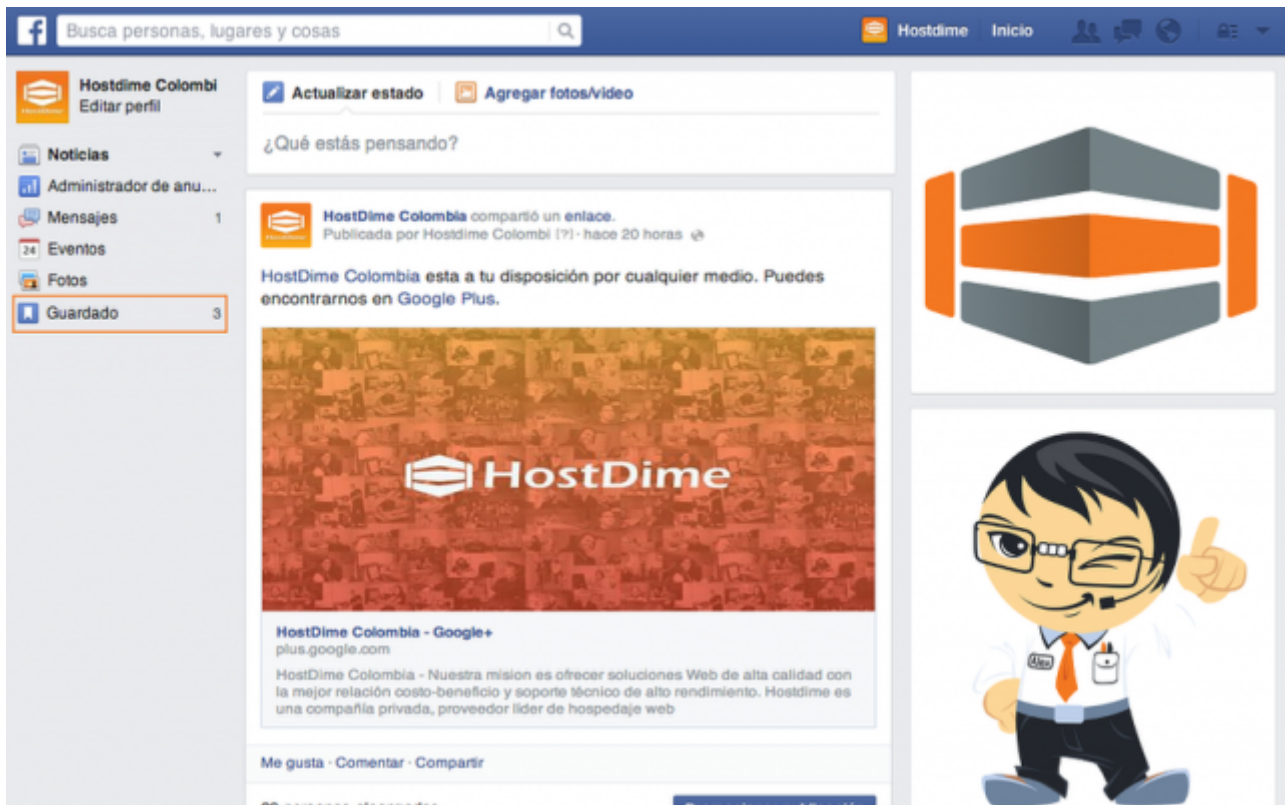 Busca personas, lugares y cosas
Hostdime Inicio
Hostdime Colombi
Editar perfil
Noticias
Administrador de anu...
Mensajes 1
24 Eventos
Fotos
Guardado 3
Actualizar estado Agregar fotos/video
¿Qué estás pensando?
HostDime Colombia compartió un enlace.
Publicada por Hostdime Colombi [?] · hace 20 horas
HostDime Colombia esta a tu disposición por cualquier medio. Puedes
encontrarnos en Google Plus.
HostDime
HostDime Colombia - Google+
plus.google.com
HostDime Colombia - Nuestra mision es ofrecer soluciones Web de alta calidad con
la mejor relación costo-beneficio y soporte técnico de alto rendimiento. Hostdime es
una compañía privada, proveedor líder de hospedaje web
Me gusta · Comentar · Compartir
Alex